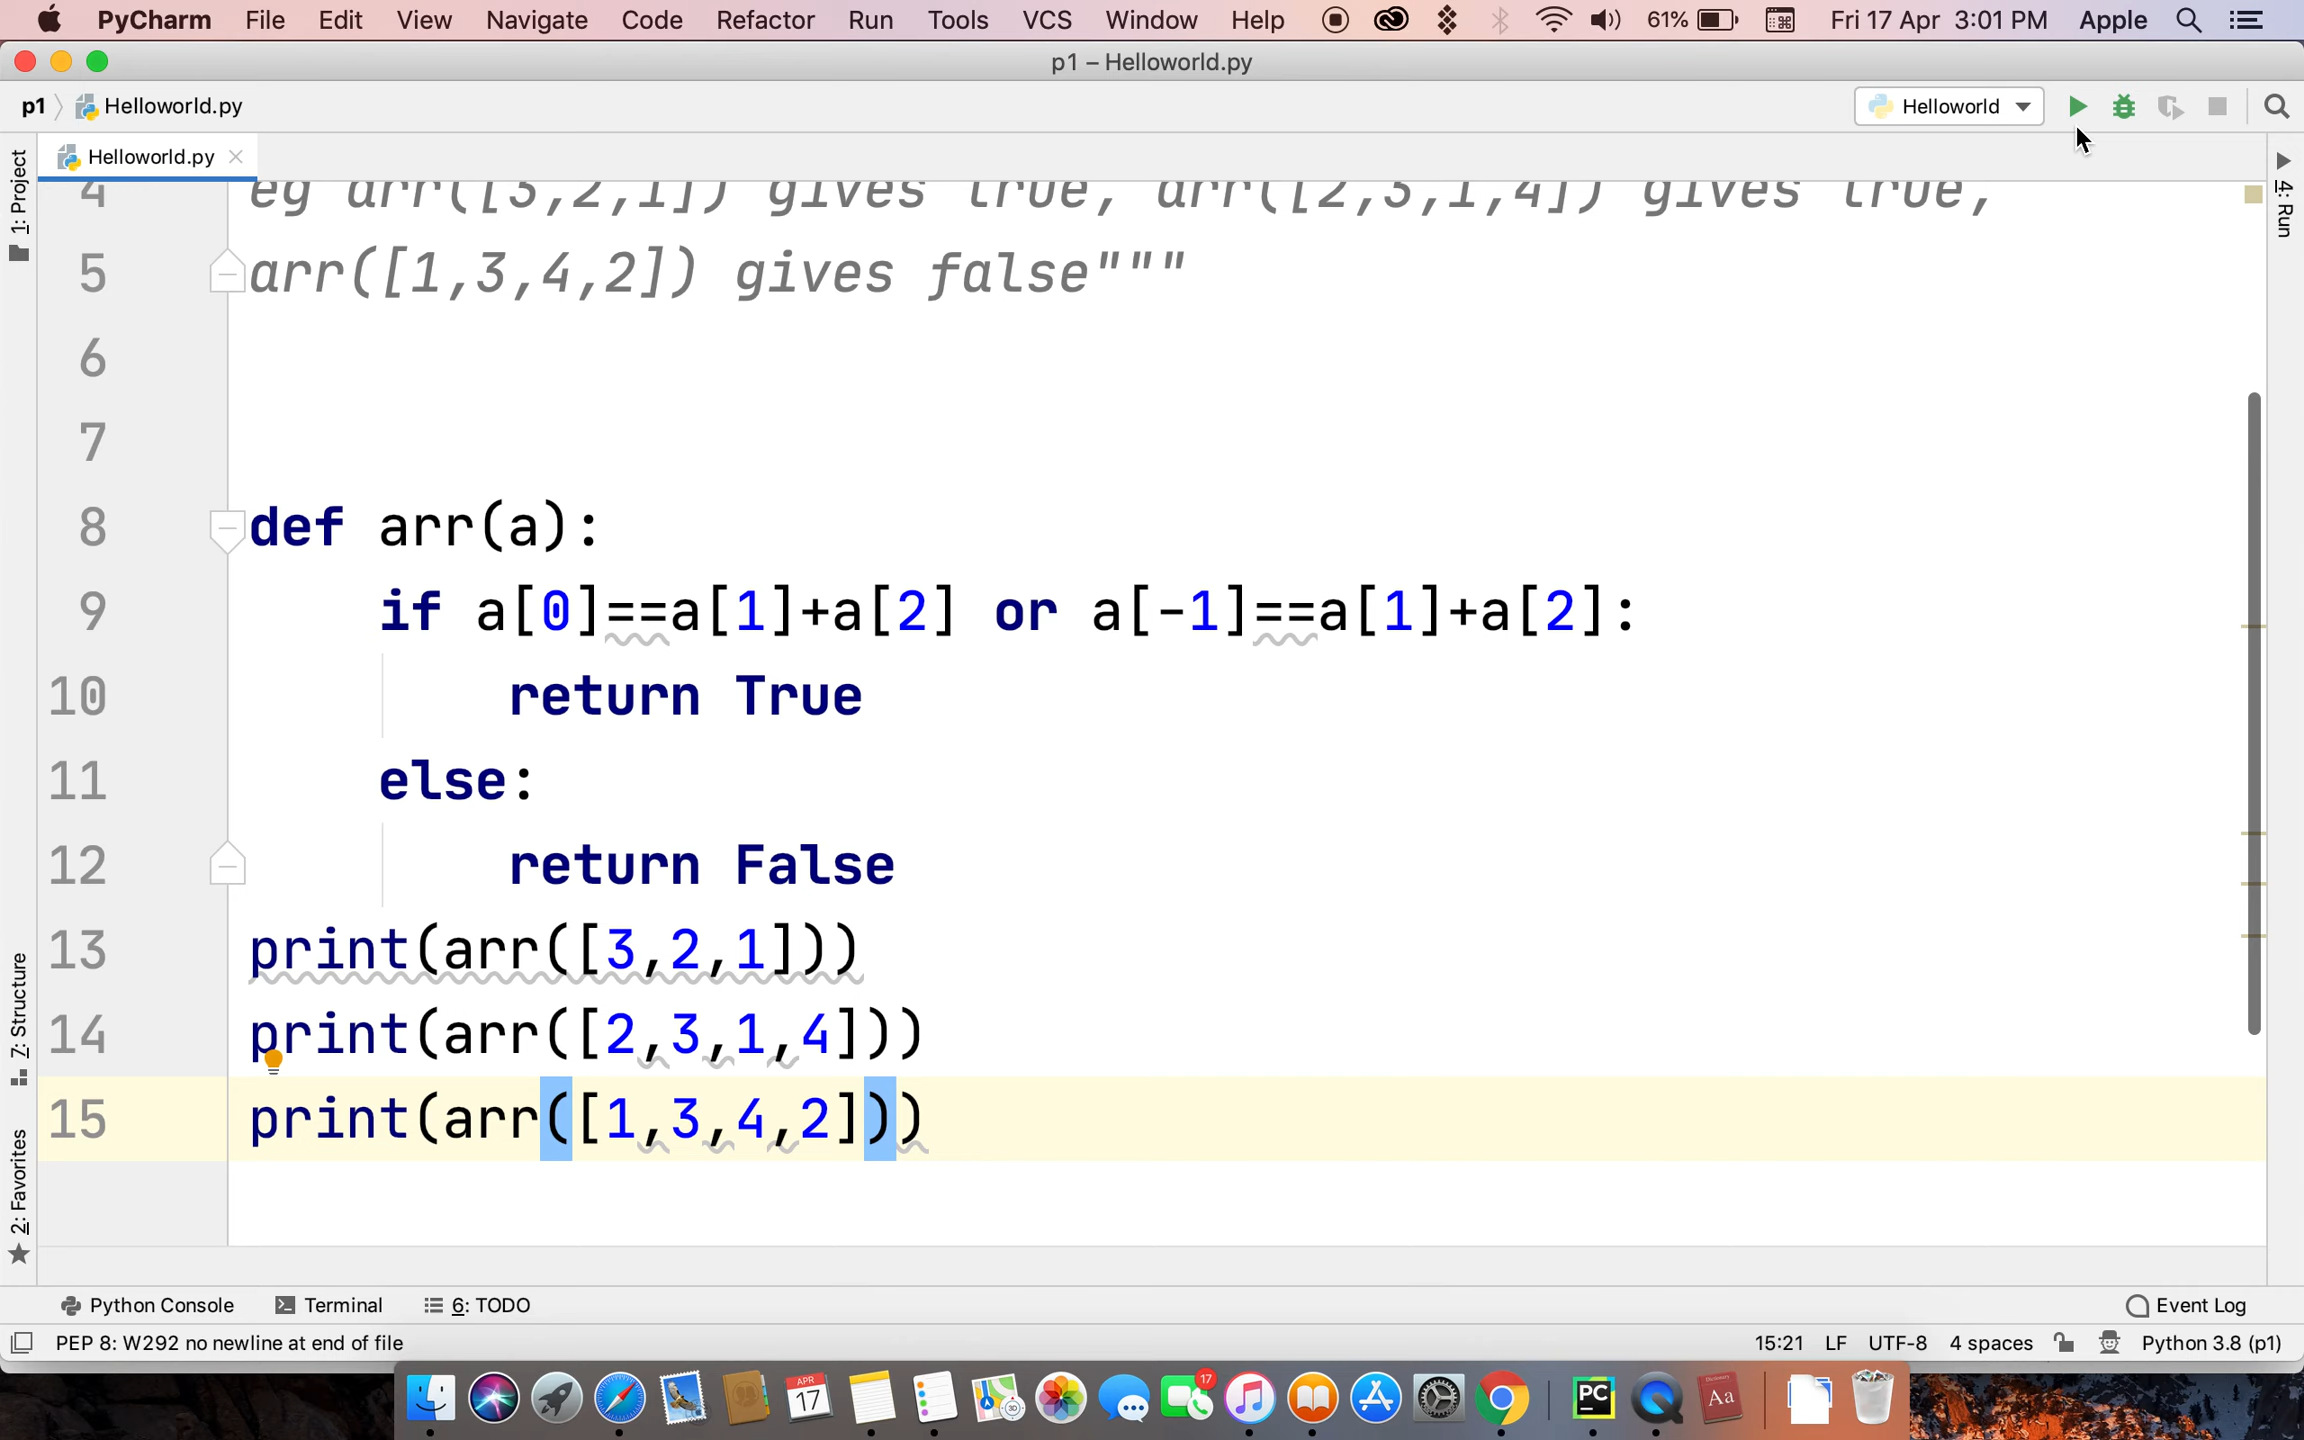 PyCharm File Edit View Navigate Code Refactor Run Tools VCS Window Help 61% Fri 17 Apr 3:01 PM Apple
p1 – Helloworld.py
p1 Helloworld.py Helloworld
Helloworld.py
1: Project
4: Run
4 eg arr([3,2,1]) gives true, arr([2,3,1,4]) gives true,
5 arr([1,3,4,2]) gives false"""
6
7
8 def arr(a):
9 if a[0]==a[1]+a[2] or a[-1]==a[1]+a[2]:
10 return True
11 else:
12 return False
13 print(arr([3,2,1]))
14 print(arr([2,3,1,4]))
15 print(arr([1,3,4,2]))
7: Structure
2: Favorites
Python Console Terminal 6: TODO Event Log
PEP 8: W292 no newline at end of file 15:21 LF UTF-8 4 spaces Python 3.8 (p1)
APR
17
17
PC
Aa